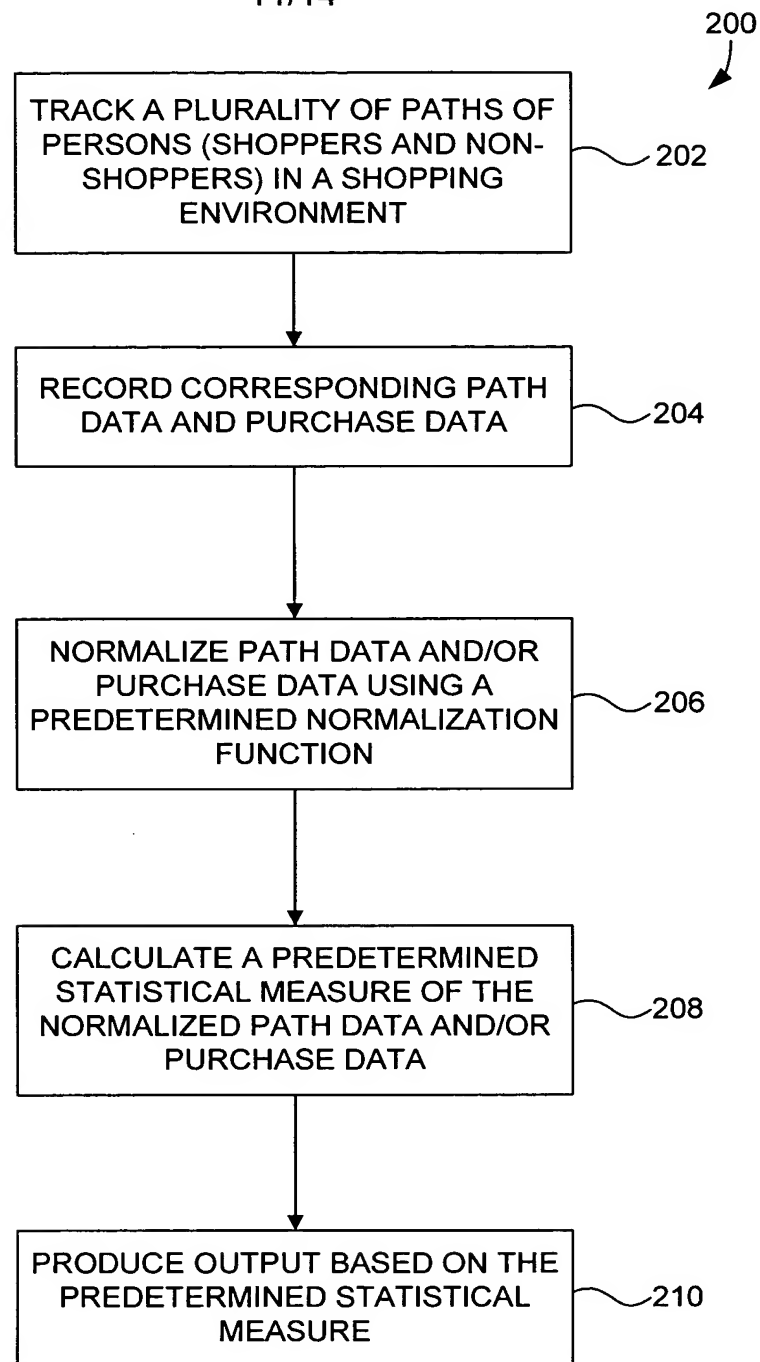 200
TRACK A PLURALITY OF PATHS OF
PERSONS (SHOPPERS AND NON-
SHOPPERS) IN A SHOPPING
ENVIRONMENT
202
RECORD CORRESPONDING PATH
DATA AND PURCHASE DATA
204
NORMALIZE PATH DATA AND/OR
PURCHASE DATA USING A
PREDETERMINED NORMALIZATION
FUNCTION
206
CALCULATE A PREDETERMINED
STATISTICAL MEASURE OF THE
NORMALIZED PATH DATA AND/OR
PURCHASE DATA
208
PRODUCE OUTPUT BASED ON THE
PREDETERMINED STATISTICAL
MEASURE
210